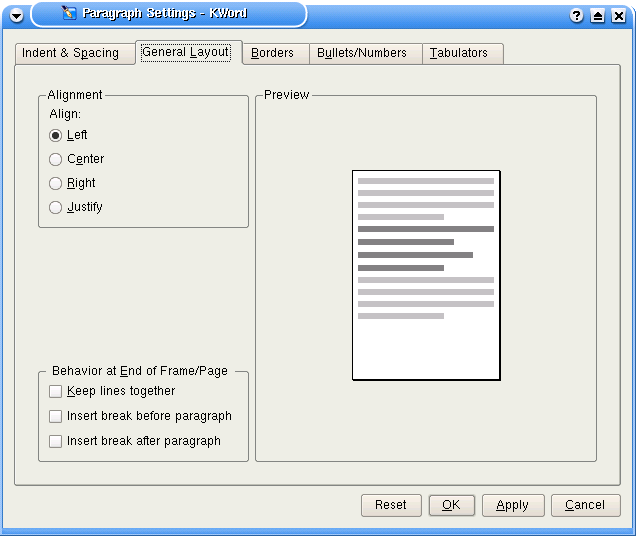 Paragraph Settings - KWord
Indent & Spacing
General Layout
Borders
Bullets/Numbers
Tabulators
Alignment
Align:
Left
Center
Right
Justify
Behavior at End of Frame/Page
Keep lines together
Insert break before paragraph
Insert break after paragraph
Preview
Reset
OK
Apply
Cancel